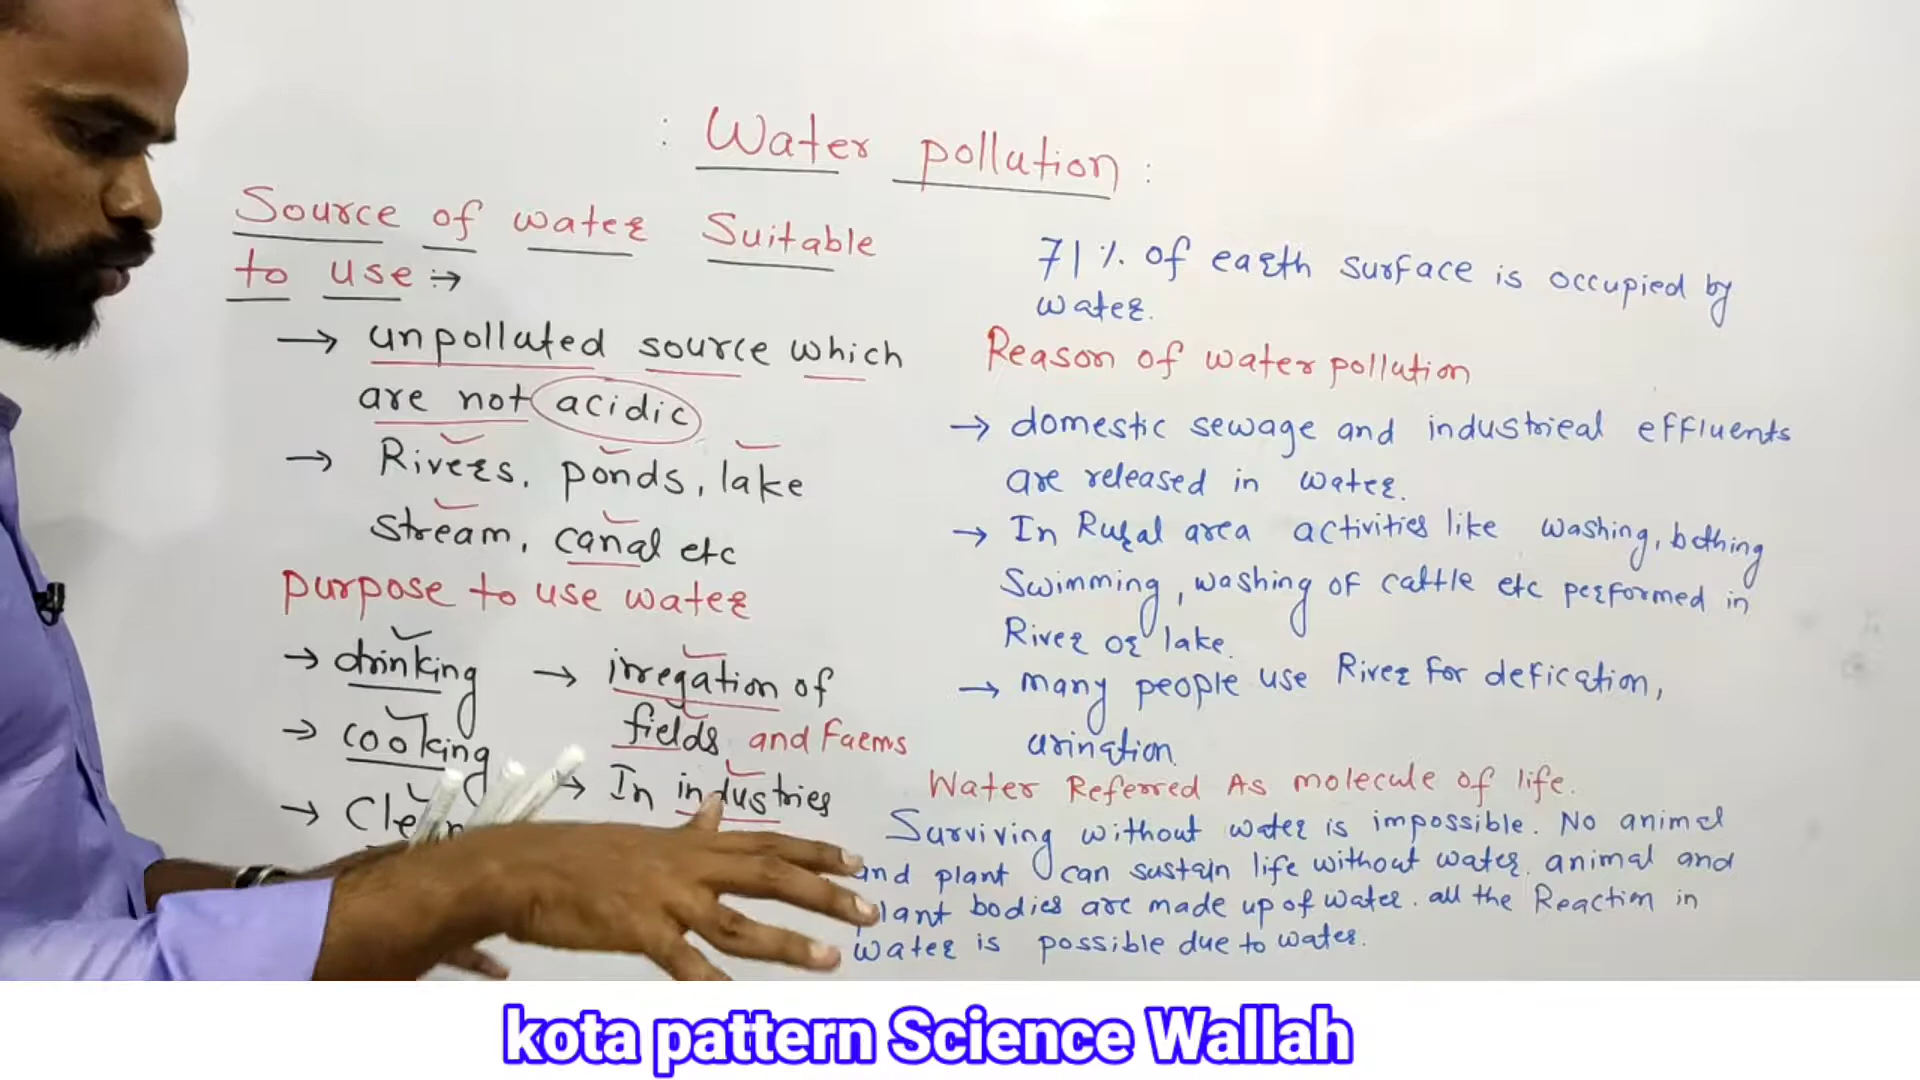 : Water pollution :
Source of water Suitable
to use :→
→ unpolluted source which
are not acidic
→ Rivers, ponds, lake
stream, canal etc
purpose to use water
→ drinking
→ cooking
→ irregation of
fields and Faems
→ In industries
71% of earth surface is occupied by
water.
Reason of water pollution
→ domestic sewage and industrieal effluents
are released in water.
→ In Rural area activities like washing, bathing
Swimming, washing of cattle etc performed in
River or lake.
→ many people use River for defication,
urination
Water Referred As molecule of life.
Surviving without water is impossible. No animal
and plant can sustain life without water. animal and
plant bodies are made up of water. all the Reaction in
water is possible due to water.
kota pattern Science Wallah